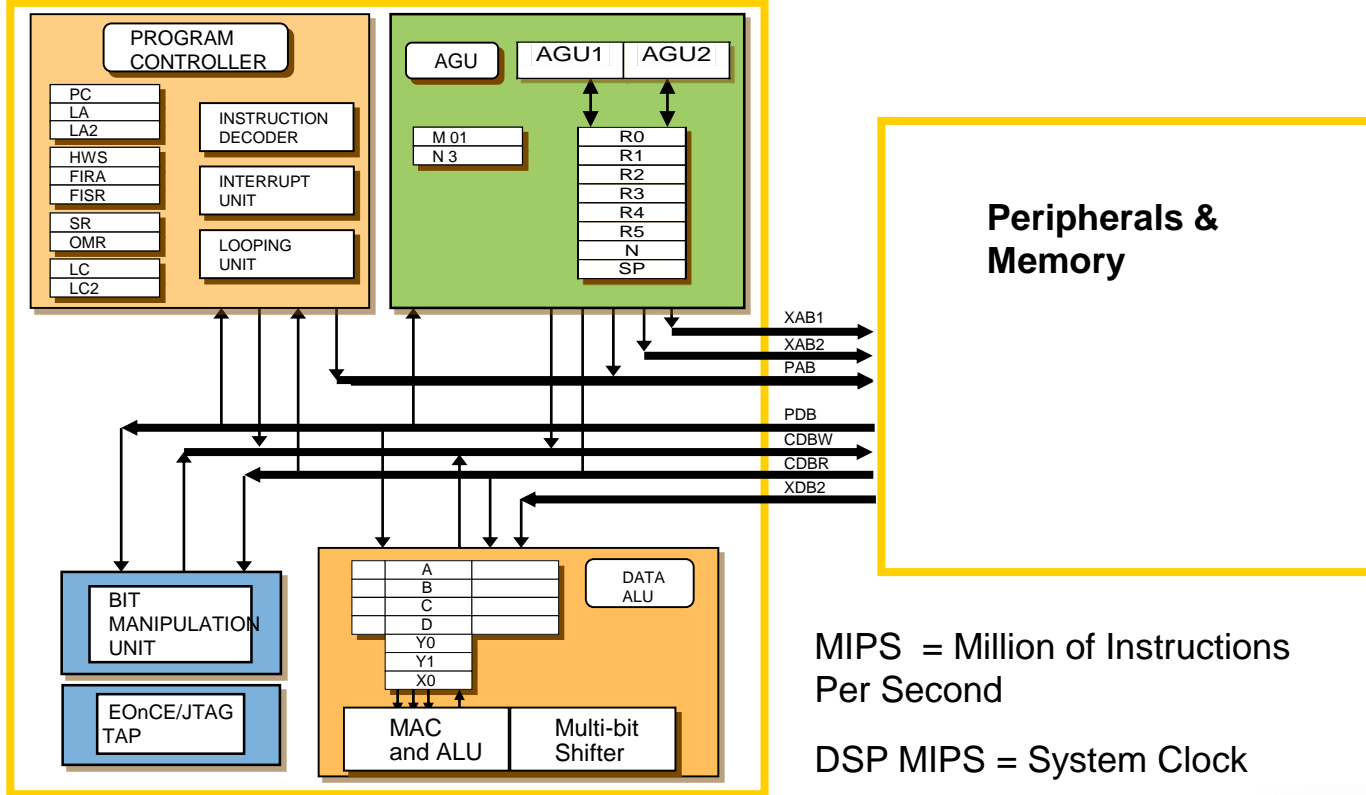 PROGRAM
CONTROLLER
PC
LA
LA2
HWS
FIRA
FISR
SR
OMR
LC
LC2
INSTRUCTION
DECODER
INTERRUPT
UNIT
LOOPING
UNIT
AGU
AGU1 AGU2
M 01
N 3
R0
R1
R2
R3
R4
R5
N
SP
Peripherals &
Memory
XAB1
XAB2
PAB
PDB
CDBW
CDBR
XDB2
BIT
MANIPULATION
UNIT
EOnCE/JTAG
TAP
A
B
C
D
Y0
Y1
X0
DATA
ALU
MAC
and ALU
Multi-bit
Shifter
MIPS = Million of Instructions
Per Second
DSP MIPS = System Clock